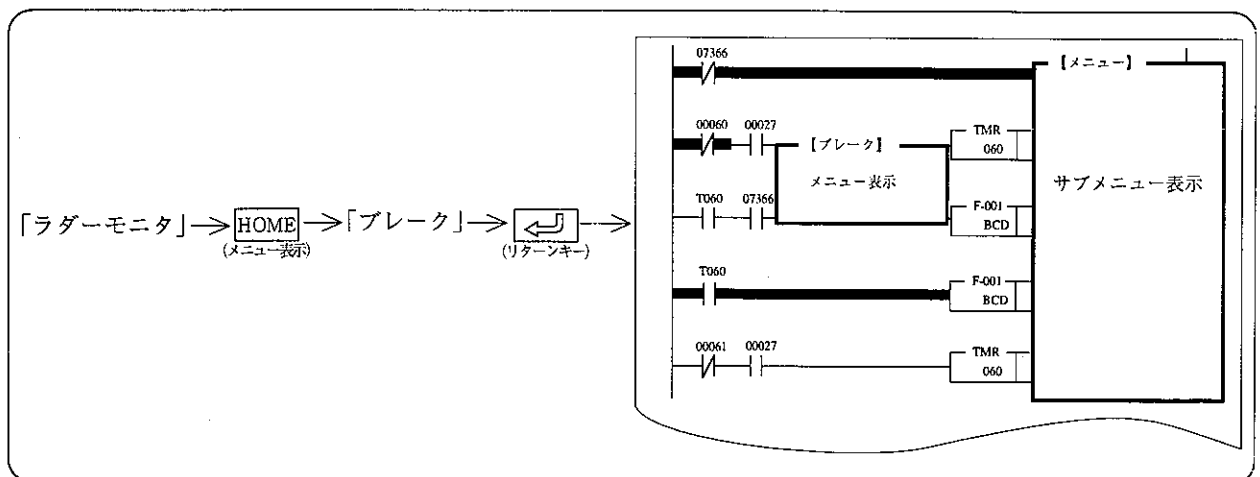 「ラダーモニタ」→HOME→「ブレーク」→→
(メニュー表示)
(リターンキー)
07366
【メニュー】
00060 00027
【ブレーク】
TMR
060
メニュー表示
サブメニュー表示
T060 07366
F-001
BCD
T060
F-001
BCD
00061 00027
TMR
060